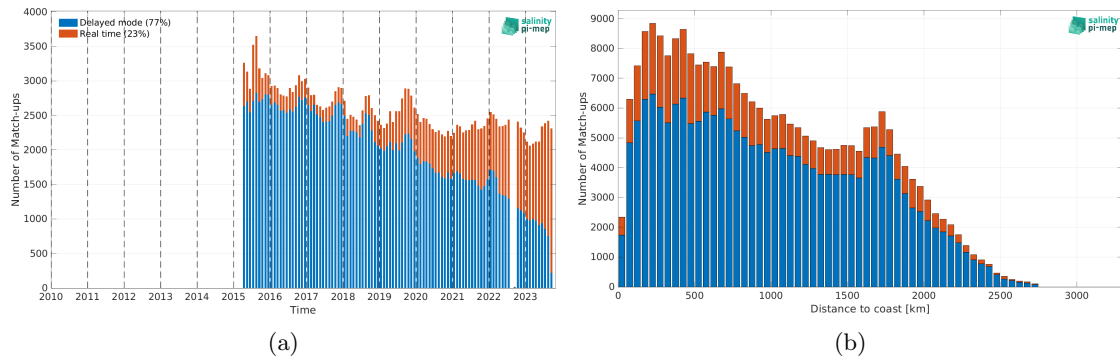 Delayed mode (77%)
Real time (23%)
salinity
pi-mep
Number of Match-ups
4000
3500
3000
2500
2000
1500
1000
500
0
2010 2011 2012 2013 2014 2015 2016 2017 2018 2019 2020 2021 2022 2023
Time
(a)
salinity
pi-mep
Number of Match-ups
9000
8000
7000
6000
5000
4000
3000
2000
1000
0
0 500 1000 1500 2000 2500 3000
Distance to coast [km]
(b)